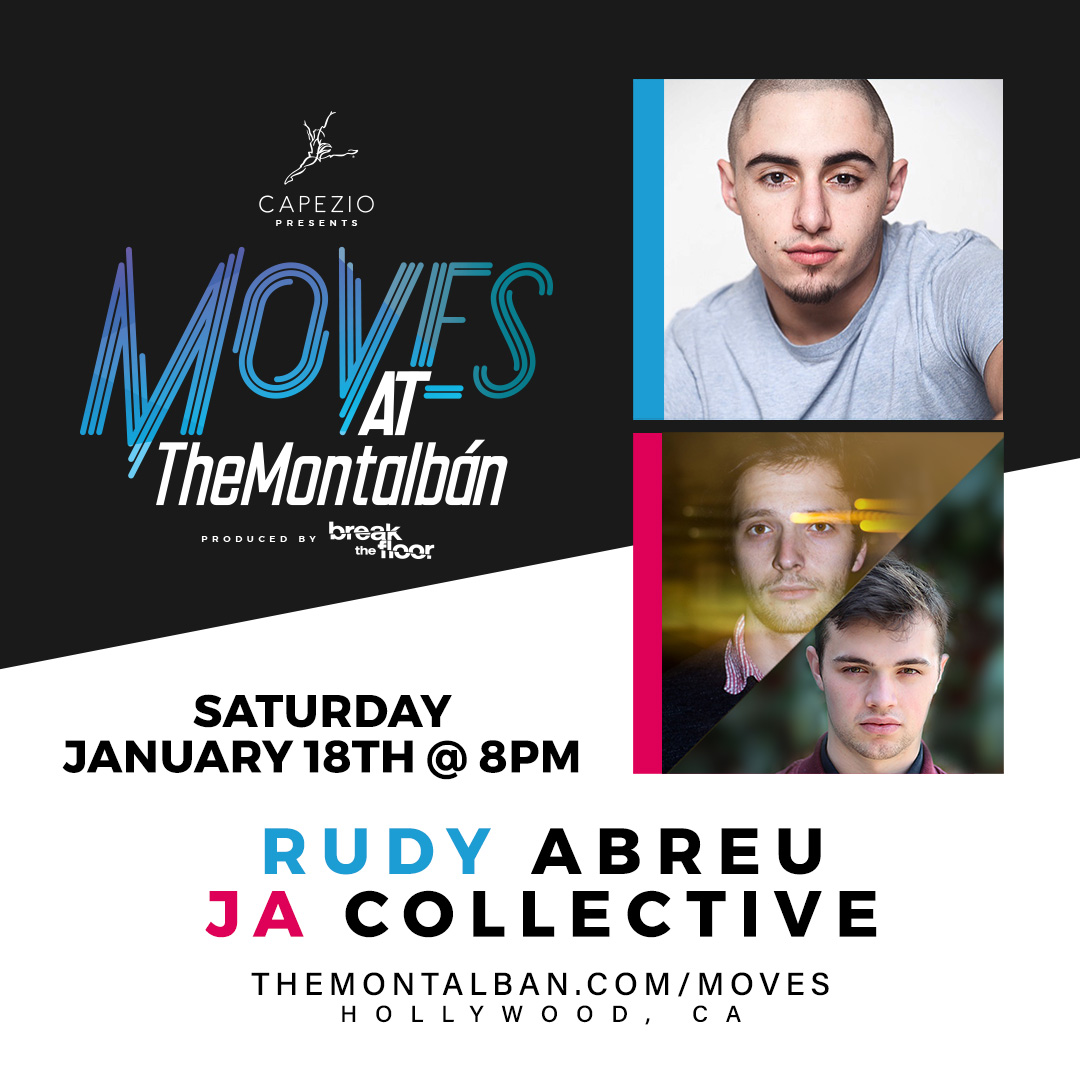 CAPEZIO
PRESENTS
MOVES
AT
TheMontalbán
PRODUCED BY break the floor
SATURDAY
JANUARY 18TH @ 8PM
RUDY ABREU
JA COLLECTIVE
THEMONTALBAN.COM/MOVES
HOLLYWOOD, CA